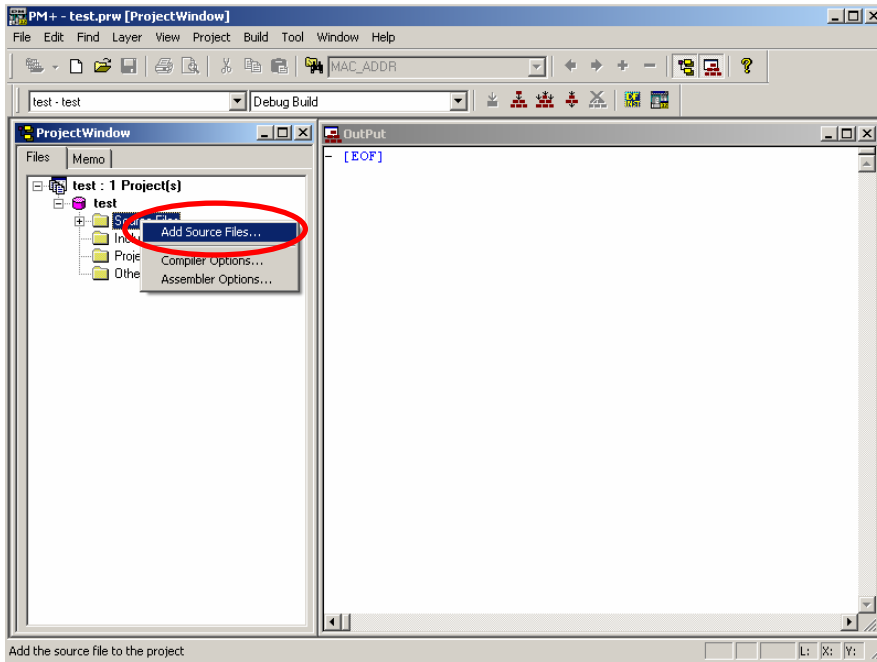 PM+ - test.prw [ProjectWindow]
File Edit Find Layer View Project Build Tool Window Help
MAC_ADDR
test - test
Debug Build
ProjectWindow
OutPut
Files Memo
[EOF]
test : 1 Project(s)
test
Add Source Files...
Compiler Options...
Assembler Options...
Add the source file to the project
L: X: Y: